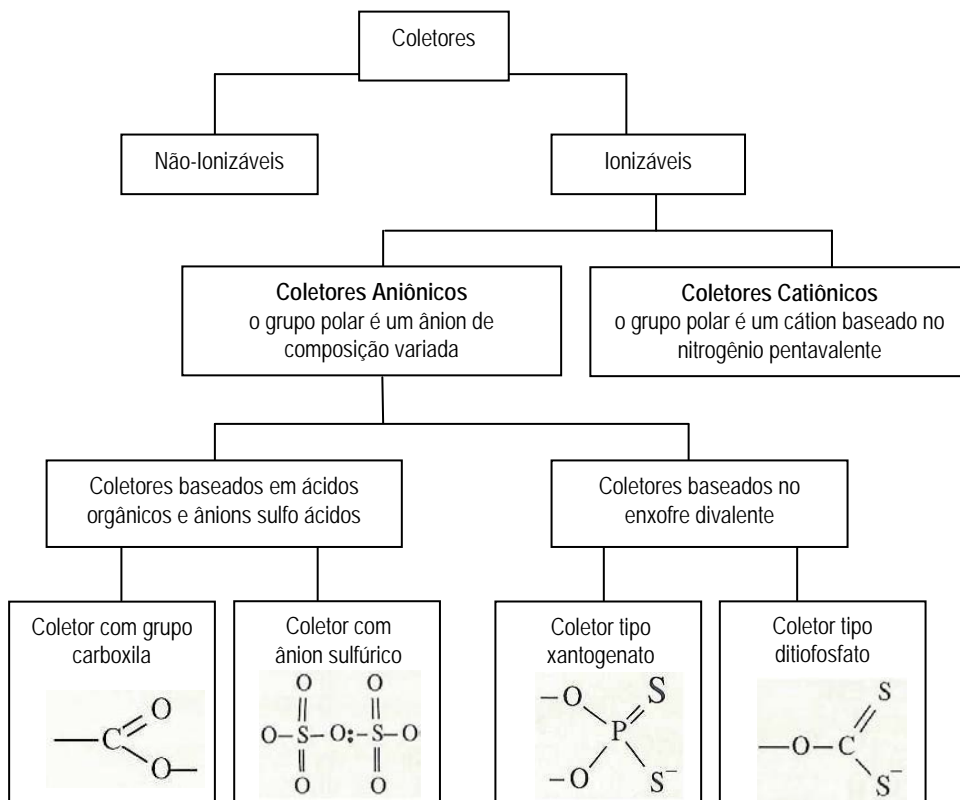 Coletores
Não-Ionizáveis
Ionizáveis
Coletores Aniônicos
o grupo polar é um ânion de
composição variada
Coletores Catiônicos
o grupo polar é um cátion baseado no
nitrogênio pentavalente
Coletores baseados em ácidos
orgânicos e ânions sulfo ácidos
Coletores baseados no
enxofre divalente
Coletor com grupo
carboxila
O
C
O
Coletor com
ânion sulfúrico
O O
O–S–O:–S–O
O O
Coletor tipo
xantogenato
–O S
P
–O S⁻
Coletor tipo
ditiofosfato
S
–O–C
S⁻